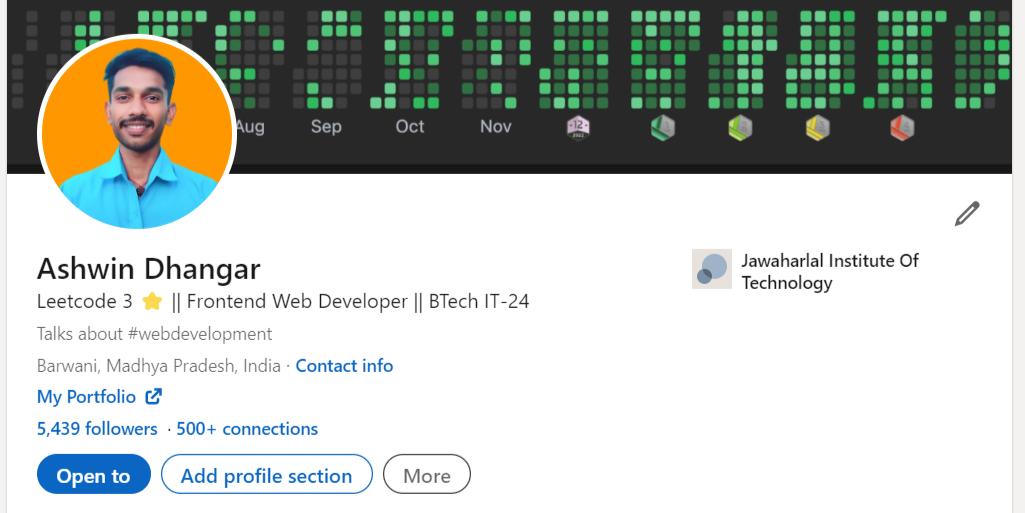 Aug Sep Oct Nov
12
2022
Ashwin Dhangar
Leetcode 3 ⭐ || Frontend Web Developer || BTech IT-24
Talks about #webdevelopment
Barwani, Madhya Pradesh, India · Contact info
My Portfolio
5,439 followers · 500+ connections
Open to
Add profile section
More
Jawaharlal Institute Of
Technology